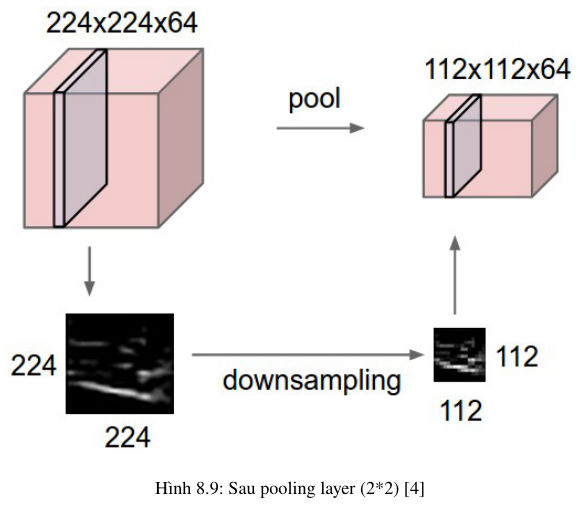 224x224x64
112x112x64
pool
224
downsampling
112
224
112
Hình 8.9: Sau pooling layer (2*2) [4]